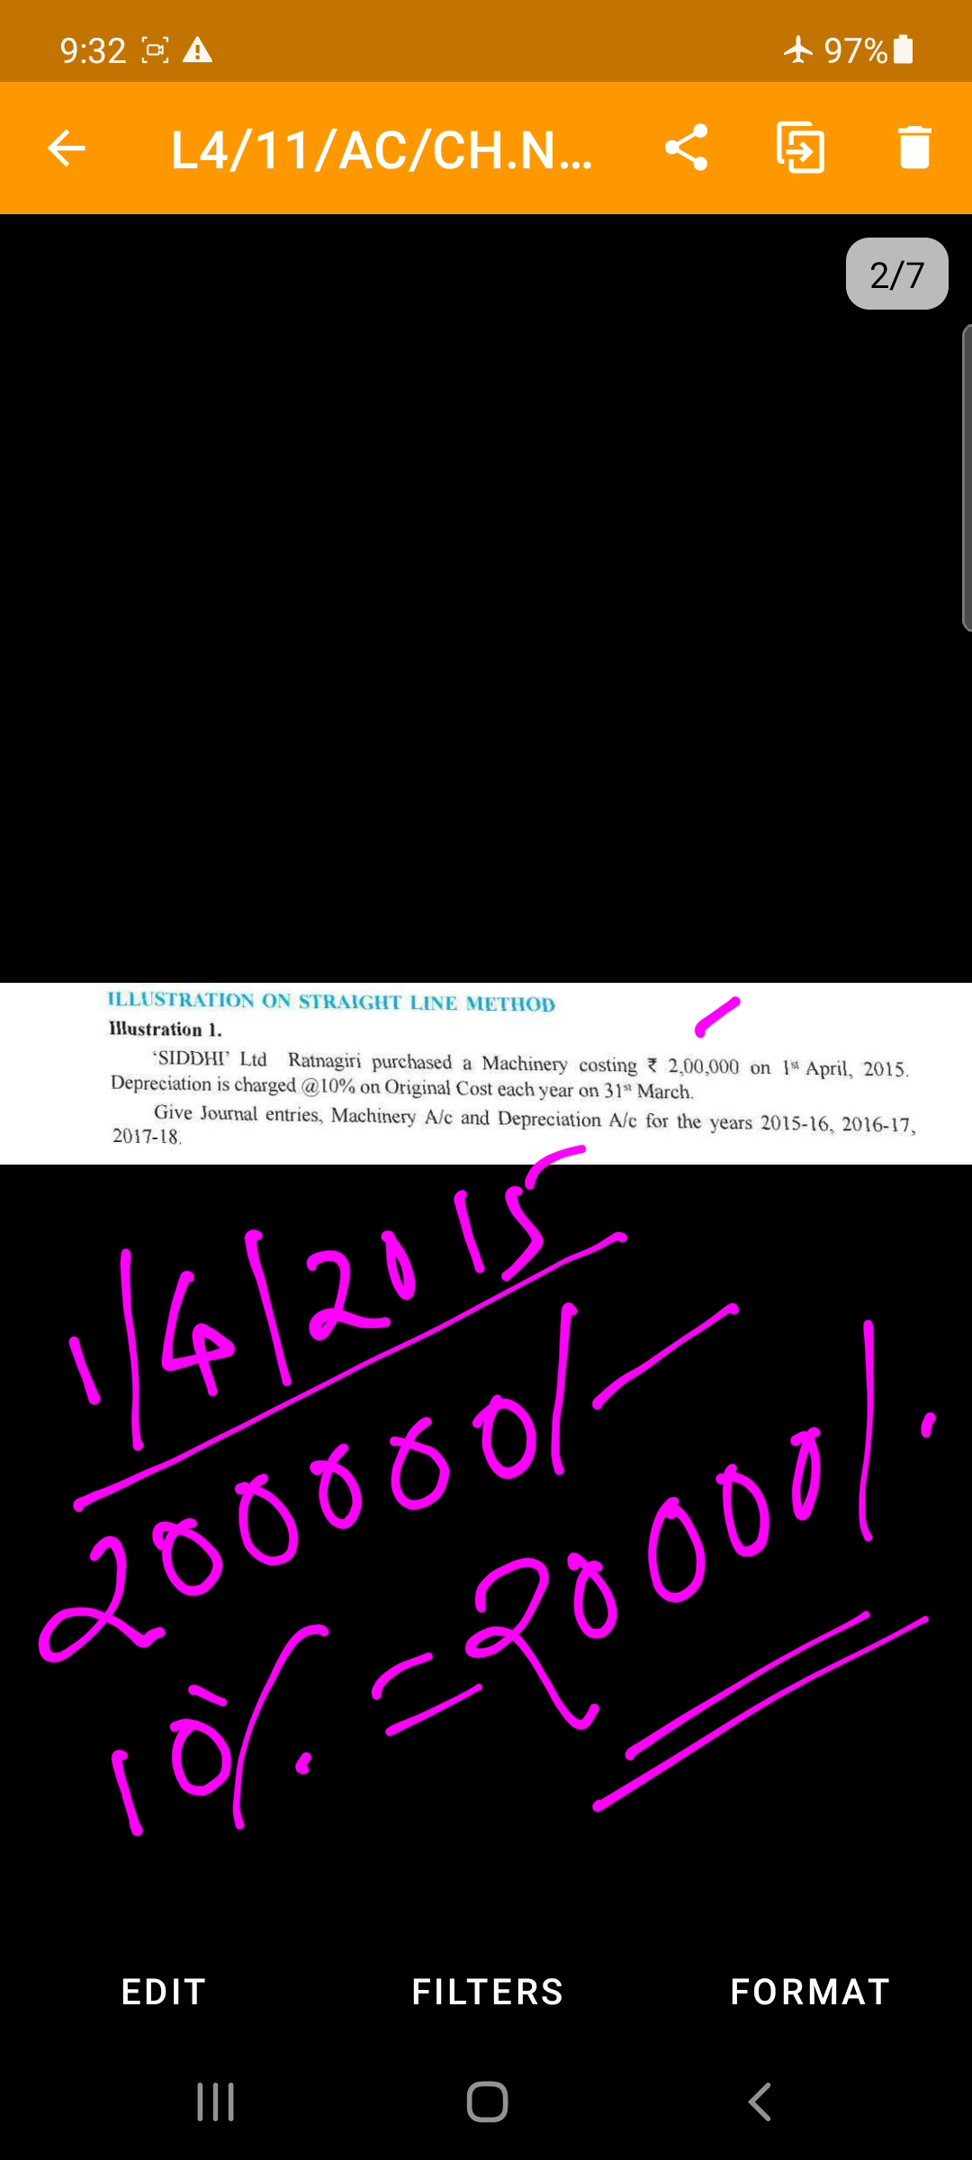 9:32
97%
L4/11/AC/CH.N...
2/7
ILLUSTRATION ON STRAIGHT LINE METHOD
Illustration 1.
‘SIDDHI’ Ltd Ratnagiri purchased a Machinery costing ₹ 2,00,000 on 1st April, 2015.
Depreciation is charged @10% on Original Cost each year on 31st March.
Give Journal entries, Machinery A/c and Depreciation A/c for the years 2015-16, 2016-17,
2017-18.
1/4/2015
200000/-
10% = 20000/.
EDIT
FILTERS
FORMAT